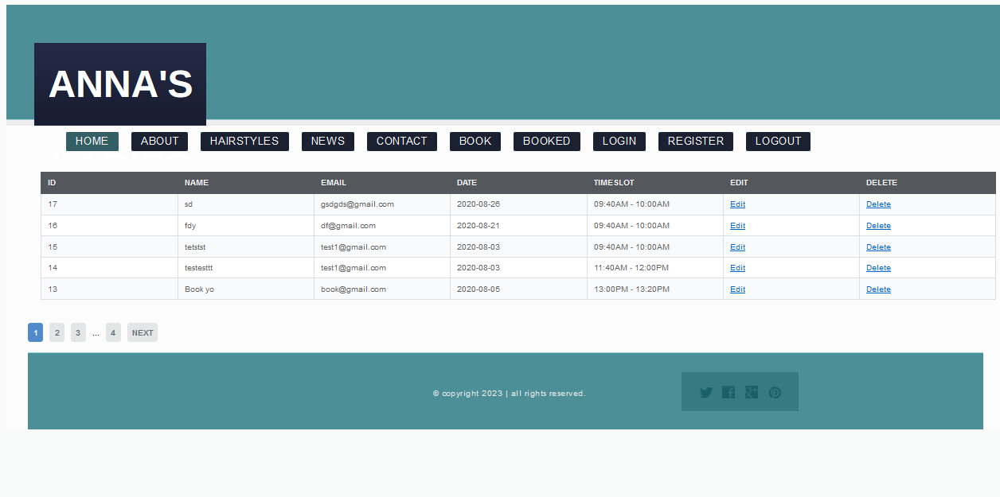 ANNA'S
HOME ABOUT HAIRSTYLES NEWS CONTACT BOOK BOOKED LOGIN REGISTER LOGOUT
ID NAME EMAIL DATE TIMESLOT EDIT DELETE
17 sd gsdgds@gmail.com 2020-08-26 09:40AM - 10:00AM Edit Delete
16 fdy df@gmail.com 2020-08-21 09:40AM - 10:00AM Edit Delete
15 tetstst test1@gmail.com 2020-08-03 09:40AM - 10:00AM Edit Delete
14 testesttt test1@gmail.com 2020-08-03 11:40AM - 12:00PM Edit Delete
13 Book yo book@gmail.com 2020-08-05 13:00PM - 13:20PM Edit Delete
1 2 3 ... 4 NEXT
© copyright 2023 | all rights reserved.